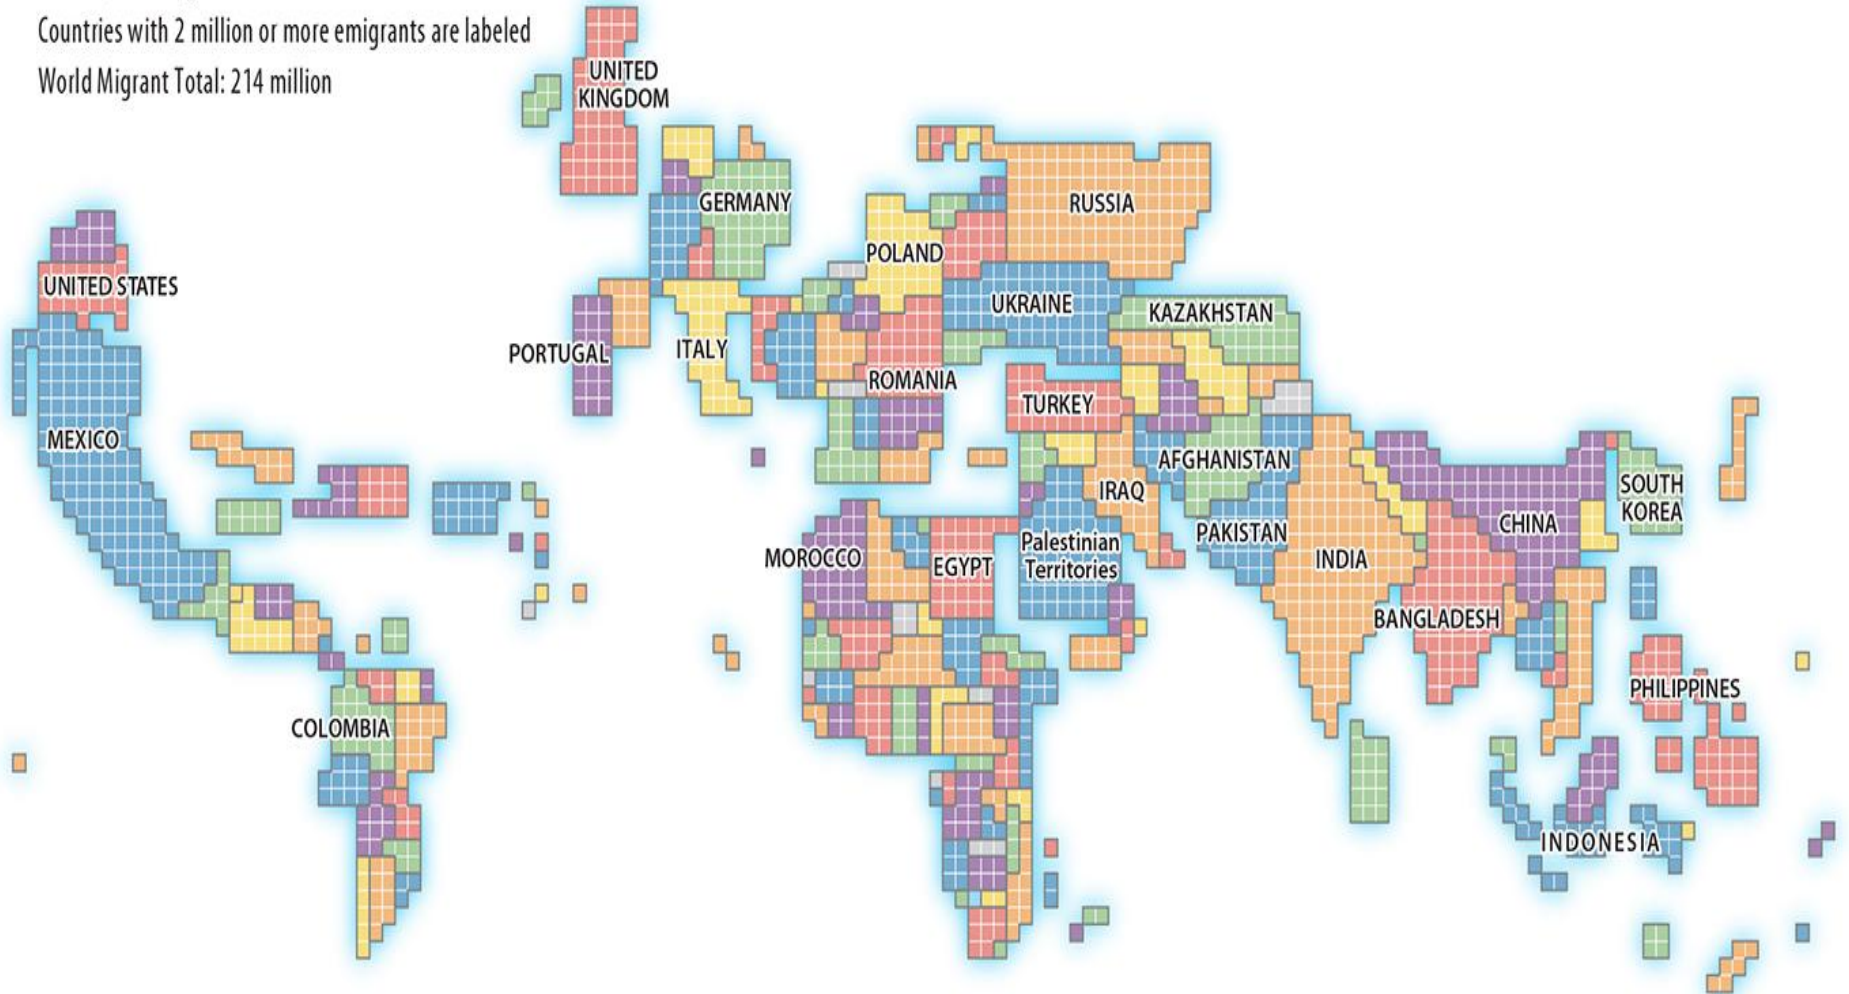 Countries with 2 million or more emigrants are labeled
World Migrant Total: 214 million
UNITED
KINGDOM
GERMANY
RUSSIA
POLAND
UNITED STATES
UKRAINE
KAZAKHSTAN
PORTUGAL
ITALY
ROMANIA
TURKEY
MEXICO
AFGHANISTAN
IRAQ
SOUTH
KOREA
CHINA
PAKISTAN
MOROCCO
EGYPT
Palestinian
Territories
INDIA
BANGLADESH
PHILIPPINES
COLOMBIA
INDONESIA